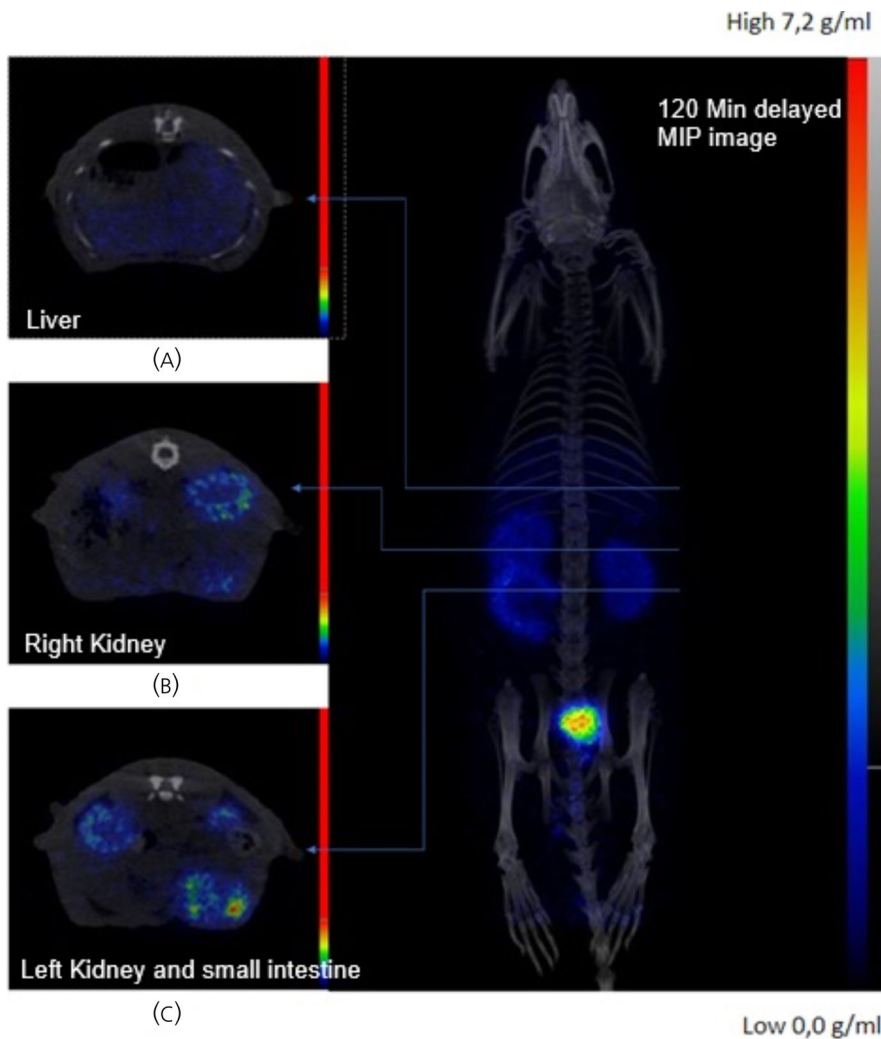 High 7,2 g/ml
120 Min delayed
MIP image
Liver
(A)
Right Kidney
(B)
Left Kidney and small intestine
(C)
Low 0,0 g/ml